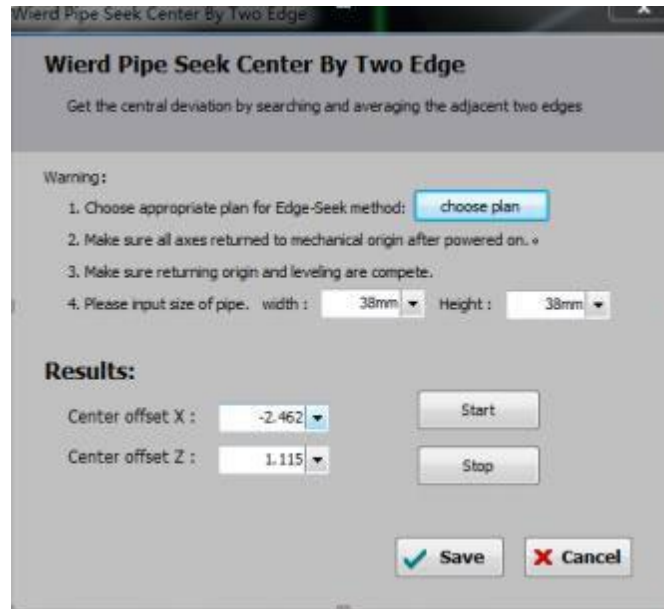 Wierd Pipe Seek Center By Two Edge
Wierd Pipe Seek Center By Two Edge
Get the central deviation by searching and averaging the adjacent two edges
Warning:
1. Choose appropriate plan for Edge-Seek method: choose plan
2. Make sure all axes returned to mechanical origin after powered on. 。
3. Make sure returning origin and leveling are compete.
4. Please input size of pipe. width : 38mm Height : 38mm
Results:
Center offset X : -2.462 Start
Center offset Z : 1.115 Stop
Save Cancel